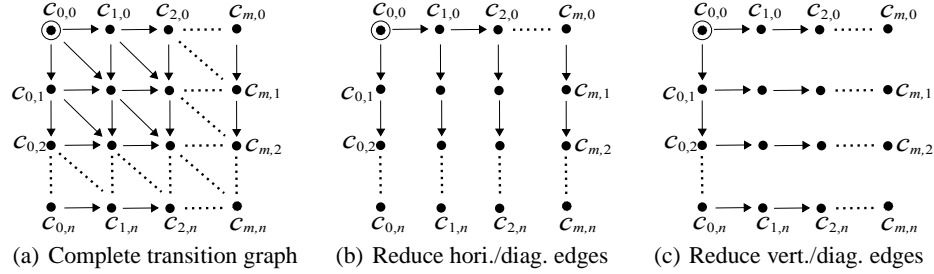 c0,0 c1,0 c2,0 cm,0 c0,0 c1,0 c2,0 cm,0 c0,0 c1,0 c2,0 cm,0
c0,1 cm,1 c0,1 cm,1 c0,1 cm,1
c0,2 cm,2 c0,2 cm,2 c0,2 cm,2
c0,n c1,n c2,n cm,n c0,n c1,n c2,n cm,n c0,n c1,n c2,n cm,n
(a) Complete transition graph (b) Reduce hori./diag. edges (c) Reduce vert./diag. edges